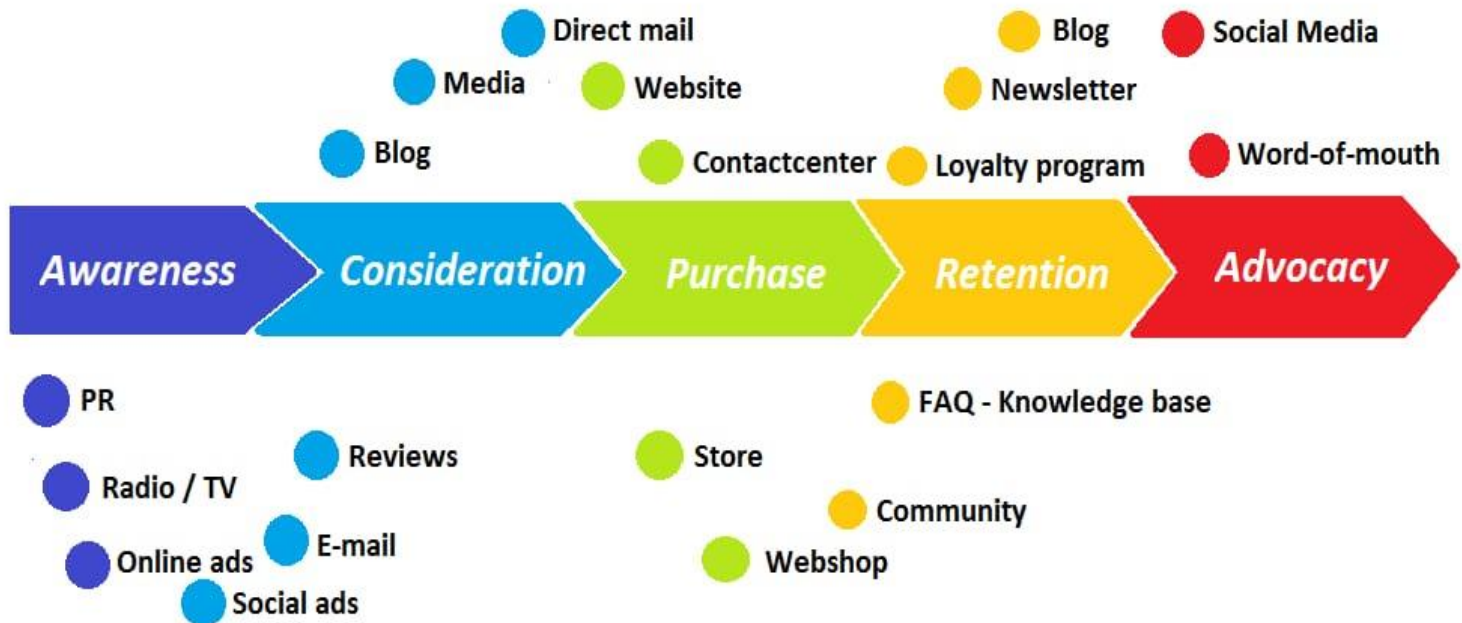 Direct mail
Blog
Social Media
Media
Website
Newsletter
Blog
Contactcenter
Loyalty program
Word-of-mouth
Awareness
Consideration
Purchase
Retention
Advocacy
PR
FAQ - Knowledge base
Reviews
Store
Radio / TV
Community
E-mail
Online ads
Webshop
Social ads